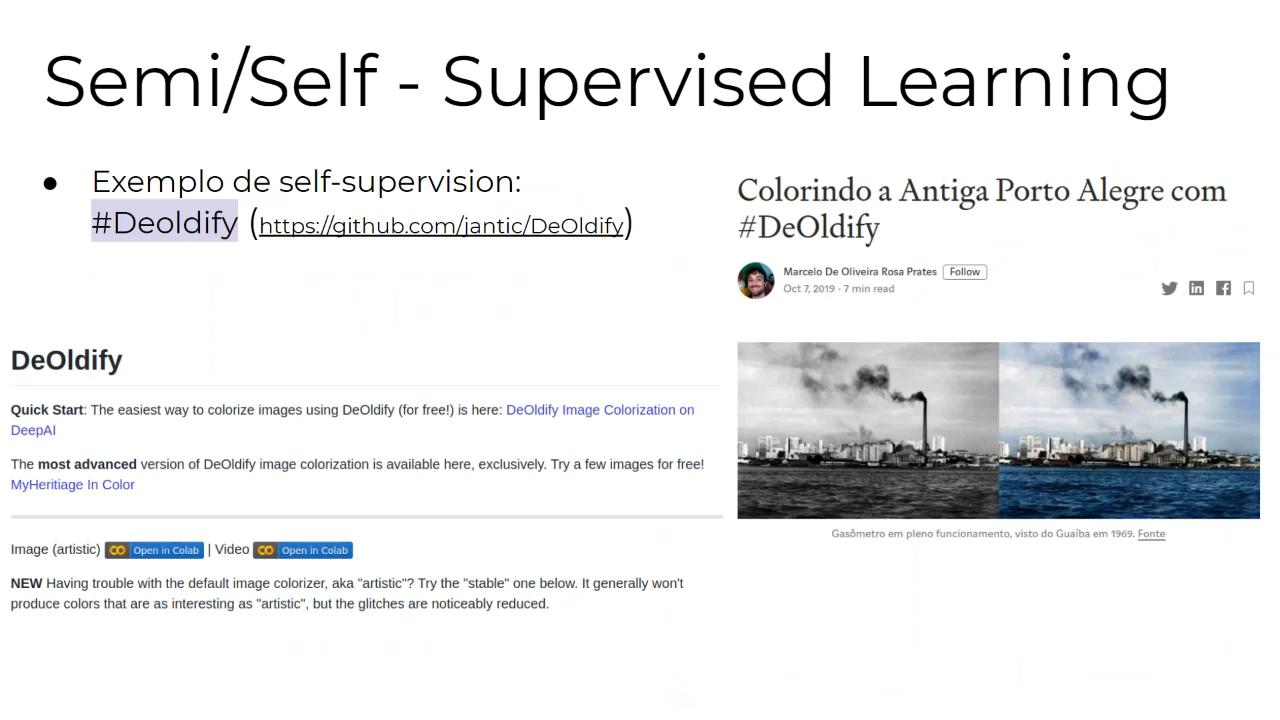 Semi/Self - Supervised Learning
● Exemplo de self-supervision:
#Deoldify (https://github.com/jantic/DeOldify)
DeOldify
Quick Start: The easiest way to colorize images using DeOldify (for free!) is here: DeOldify Image Colorization on
DeepAI
The most advanced version of DeOldify image colorization is available here, exclusively. Try a few images for free!
MyHeritiage In Color
Image (artistic) Open in Colab | Video Open in Colab
NEW Having trouble with the default image colorizer, aka "artistic"? Try the "stable" one below. It generally won't
produce colors that are as interesting as "artistic", but the glitches are noticeably reduced.
Colorindo a Antiga Porto Alegre com
#DeOldify
Marcelo De Oliveira Rosa Prates Follow
Oct 7, 2019 · 7 min read
Gasômetro em pleno funcionamento, visto do Guaíba em 1969. Fonte